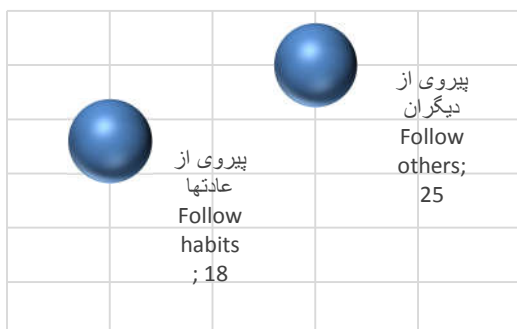 پیروی از
دیگران
Follow
others;
25
پیروی از
عادتها
Follow
habits
; 18